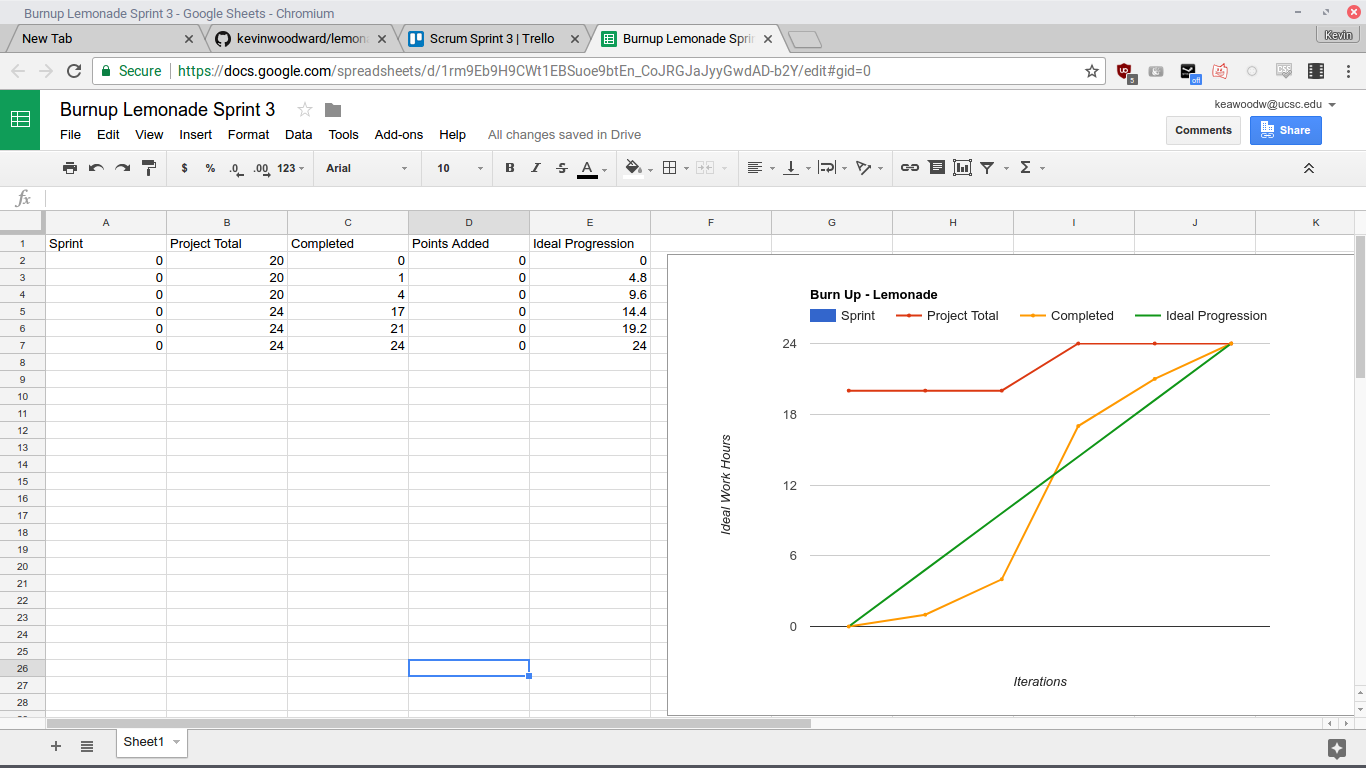 Burnup Lemonade Sprint 3 - Google Sheets - Chromium
New Tab
kevinwoodward/lemon
Scrum Sprint 3 | Trello
Burnup Lemonade Spri
Kevin
Secure
https://docs.google.com/spreadsheets/d/1rm9Eb9H9CWt1EBSuoe9btEn_CoJRGJaJyyGwdAD-b2Y/edit#gid=0
5
off
Burnup Lemonade Sprint 3
keawoodw@ucsc.edu
File Edit View Insert Format Data Tools Add-ons Help All changes saved in Drive
Comments
Share
$ % .0 .00 123 Arial 10 B I S A Σ
fx
A B C D E F G H I J K
1 Sprint Project Total Completed Points Added Ideal Progression
2 0 20 0 0 0
3 0 20 1 0 4.8
4 0 20 4 0 9.6
5 0 24 17 0 14.4
6 0 24 21 0 19.2
7 0 24 24 0 24
8
9
10
11
12
13
14
15
16
17
18
19
20
21
22
23
24
25
26
27
28
Burn Up - Lemonade
Sprint Project Total Completed Ideal Progression
24
18
12
6
0
Ideal Work Hours
Iterations
Sheet1